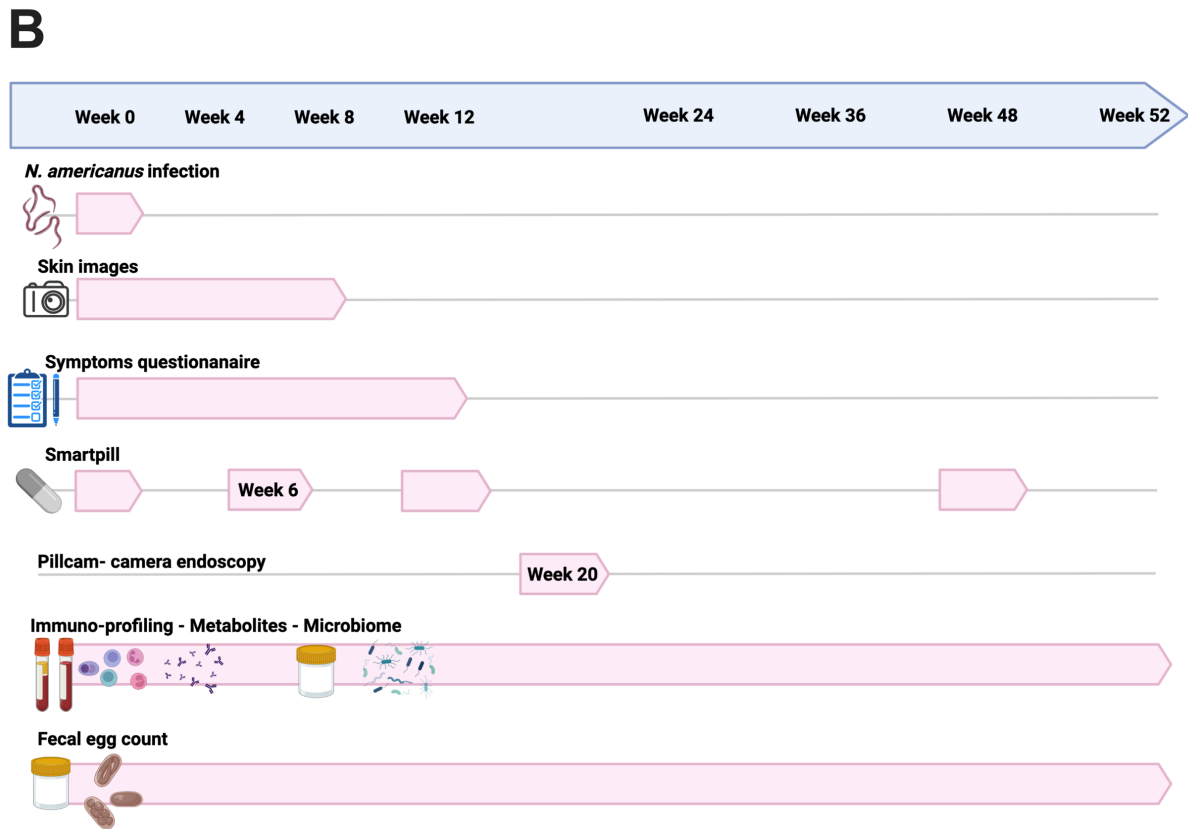 B
Week 0 Week 4 Week 8 Week 12 Week 24 Week 36 Week 48 Week 52
N. americanus infection
Skin images
Symptoms questionanaire
Smartpill
Week 6
Pillcam- camera endoscopy
Week 20
Immuno-profiling - Metabolites - Microbiome
Fecal egg count